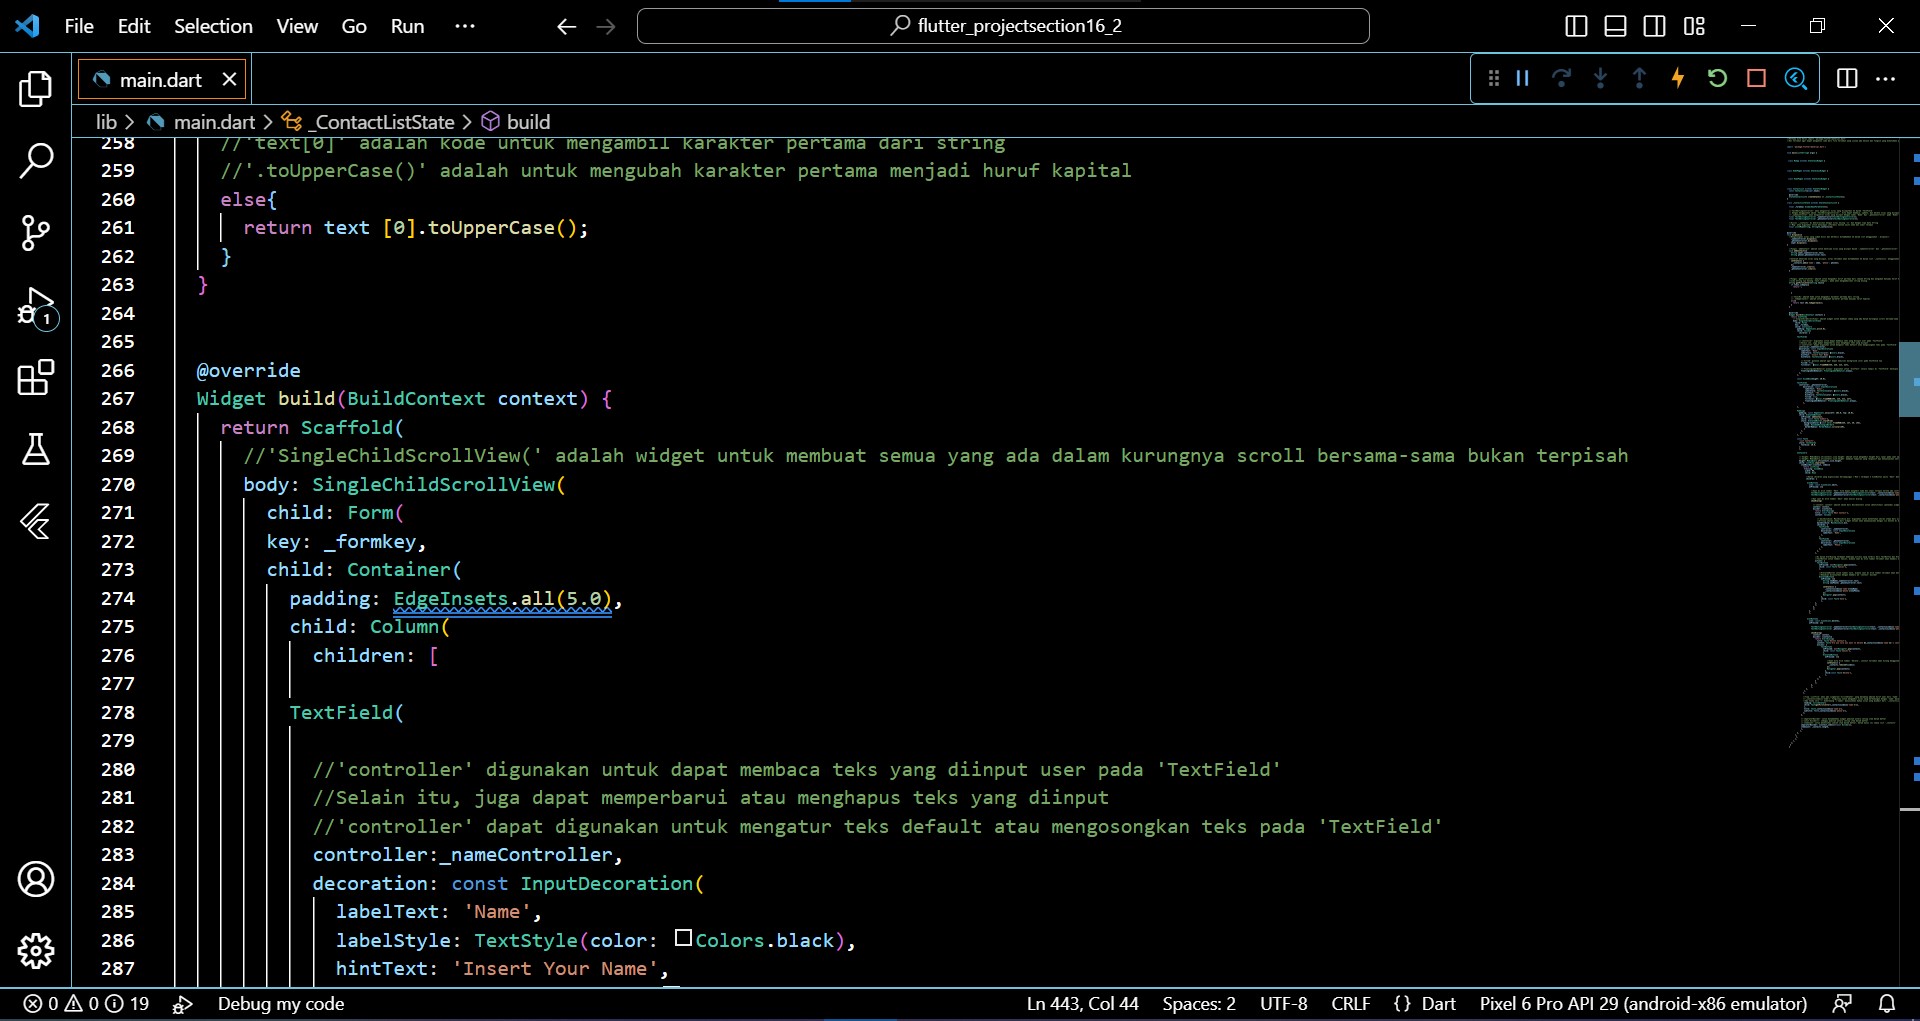 File Edit Selection View Go Run ···
flutter_projectsection16_2
main.dart
lib > main.dart > _ContactListState > build
258 //'text[0]' adalah kode untuk mengambil karakter pertama dari string
259 //'.toUpperCase()' adalah untuk mengubah karakter pertama menjadi huruf kapital
260 else{
261 return text [0].toUpperCase();
262 }
263 }
264
265
266 @override
267 Widget build(BuildContext context) {
268 return Scaffold(
269 //'SingleChildScrollView(' adalah widget untuk membuat semua yang ada dalam kurungnya scroll bersama-sama bukan terpisah
270 body: SingleChildScrollView(
271 child: Form(
272 key: _formkey,
273 child: Container(
274 padding: EdgeInsets.all(5.0),
275 child: Column(
276 children: [
277
278 TextField(
279
280 //'controller' digunakan untuk dapat membaca teks yang diinput user pada 'TextField'
281 //Selain itu, juga dapat memperbarui atau menghapus teks yang diinput
282 //'controller' dapat digunakan untuk mengatur teks default atau mengosongkan teks pada 'TextField'
283 controller:_nameController,
284 decoration: const InputDecoration(
285 labelText: 'Name',
286 labelStyle: TextStyle(color: Colors.black),
287 hintText: 'Insert Your Name',
1
0 0 19 Debug my code Ln 443, Col 44 Spaces: 2 UTF-8 CRLF {} Dart Pixel 6 Pro API 29 (android-x86 emulator)